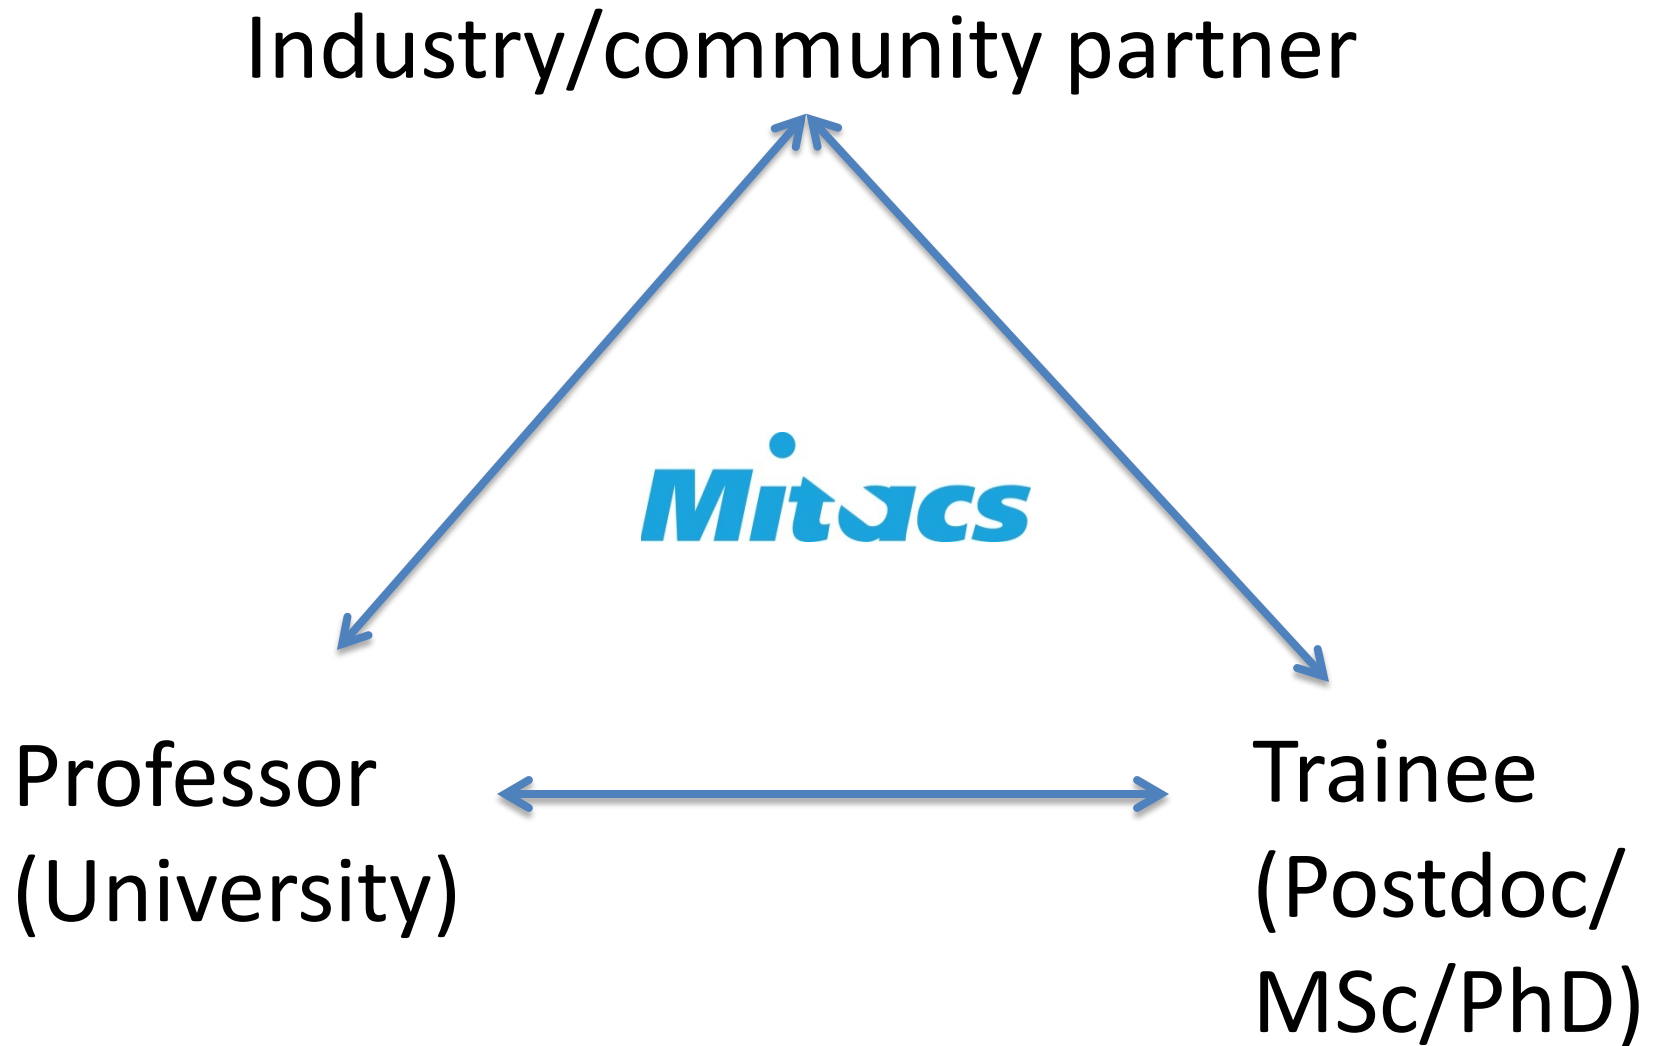 Industry/community partner
Mitacs
Professor
(University)
Trainee
(Postdoc/
MSc/PhD)